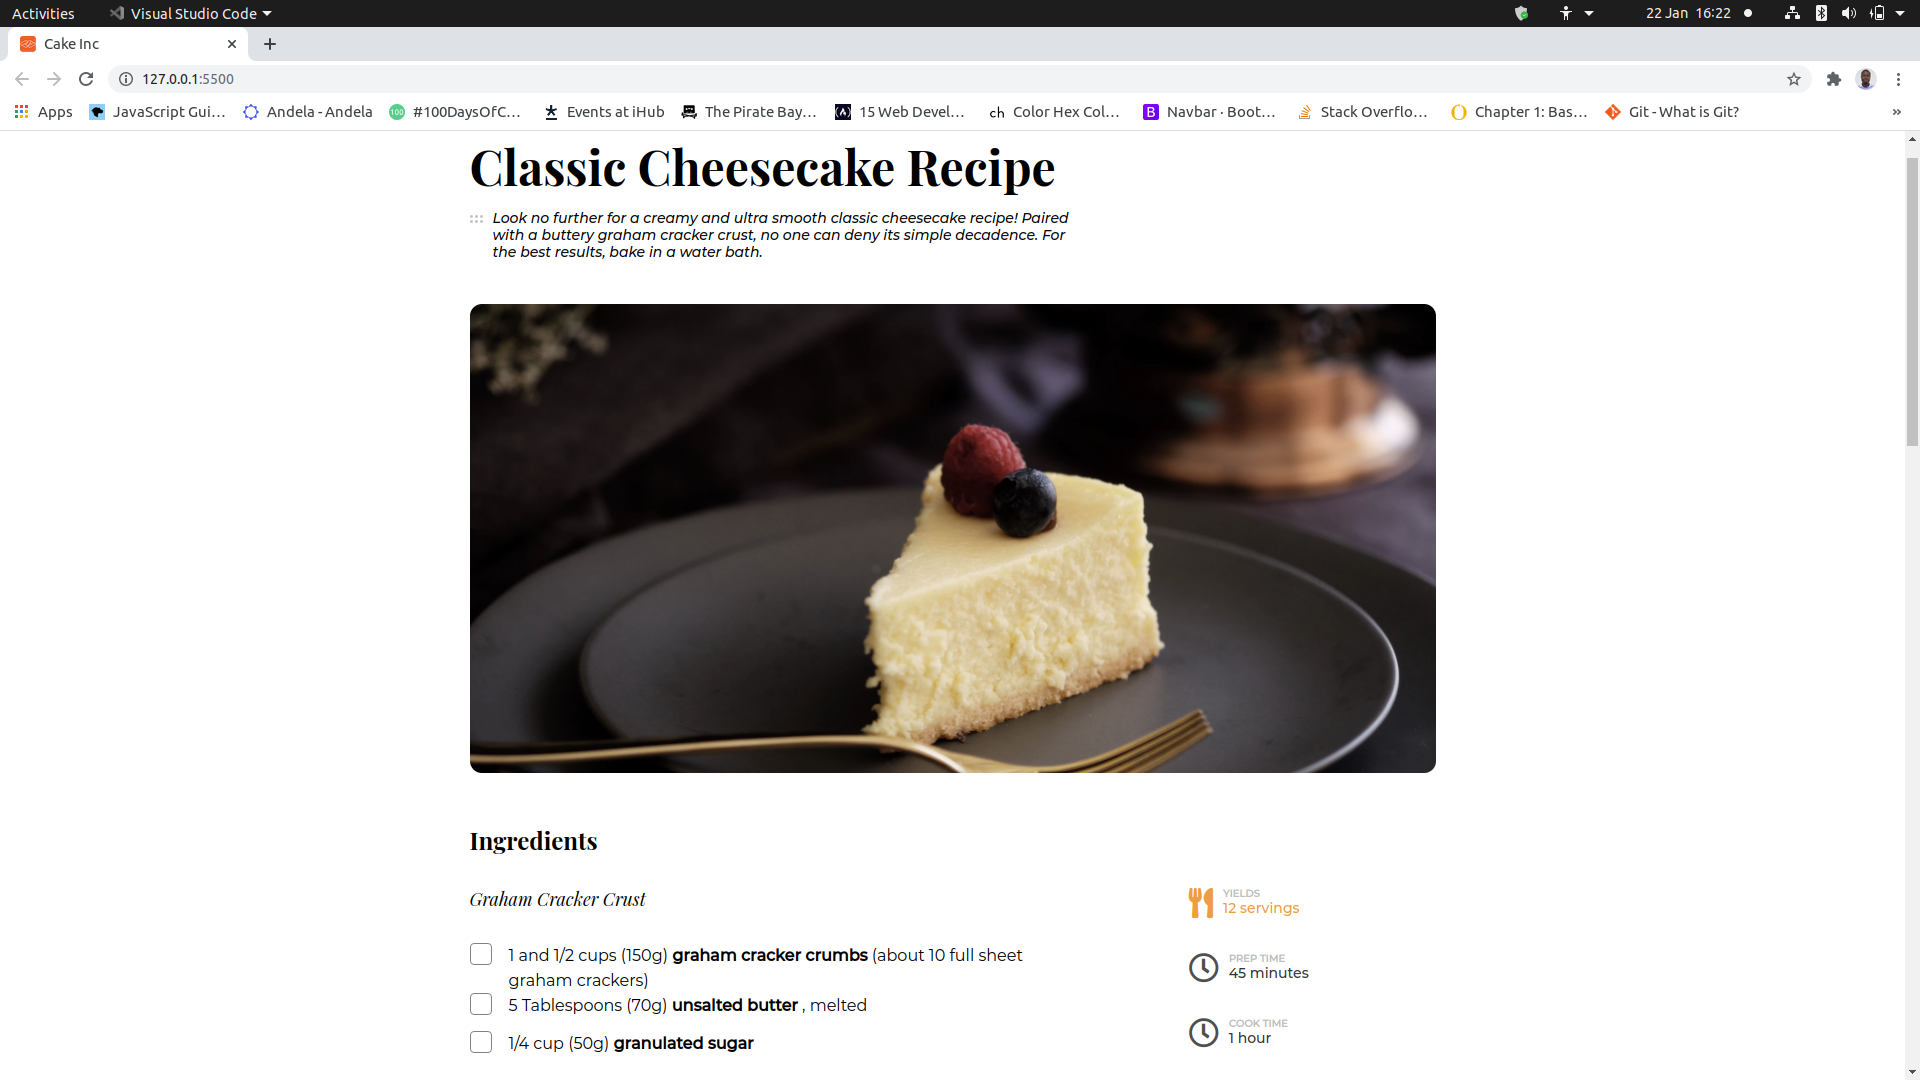 Activities Visual Studio Code 22 Jan 16:22
Cake Inc
127.0.0.1:5500
Apps JavaScript Gui... Andela - Andela 100 #100DaysOfC... Events at iHub The Pirate Bay... 15 Web Devel... ch Color Hex Col... B Navbar · Boot... Stack Overflo... Chapter 1: Bas... Git - What is Git? »
Classic Cheesecake Recipe
Look no further for a creamy and ultra smooth classic cheesecake recipe! Paired
with a buttery graham cracker crust, no one can deny its simple decadence. For
the best results, bake in a water bath.
Ingredients
Graham Cracker Crust
1 and 1/2 cups (150g) graham cracker crumbs (about 10 full sheet
graham crackers)
5 Tablespoons (70g) unsalted butter , melted
1/4 cup (50g) granulated sugar
YIELDS
12 servings
PREP TIME
45 minutes
COOK TIME
1 hour